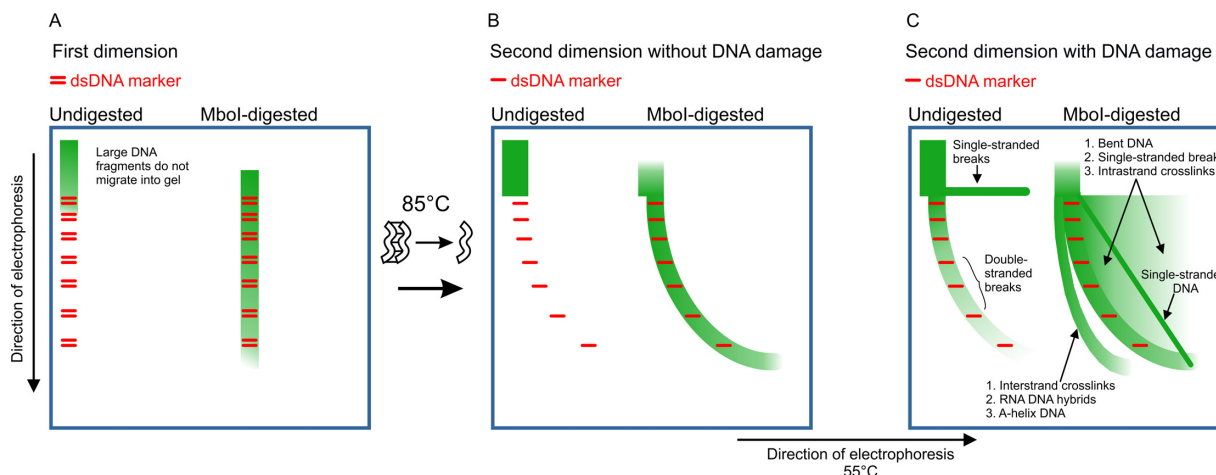 A
First dimension
dsDNA marker
Undigested MboI-digested
Large DNA
fragments do not
migrate into gel
Direction of electrophoresis
85°C
B
Second dimension without DNA damage
dsDNA marker
Undigested MboI-digested
C
Second dimension with DNA damage
dsDNA marker
Undigested MboI-digested
Single-stranded
breaks
1. Bent DNA
2. Single-stranded break
3. Intrastrand crosslinks
Double-
stranded
breaks
Single-strande
DNA
1. Interstrand crosslinks
2. RNA DNA hybrids
3. A-helix DNA
Direction of electophoresis
55°C